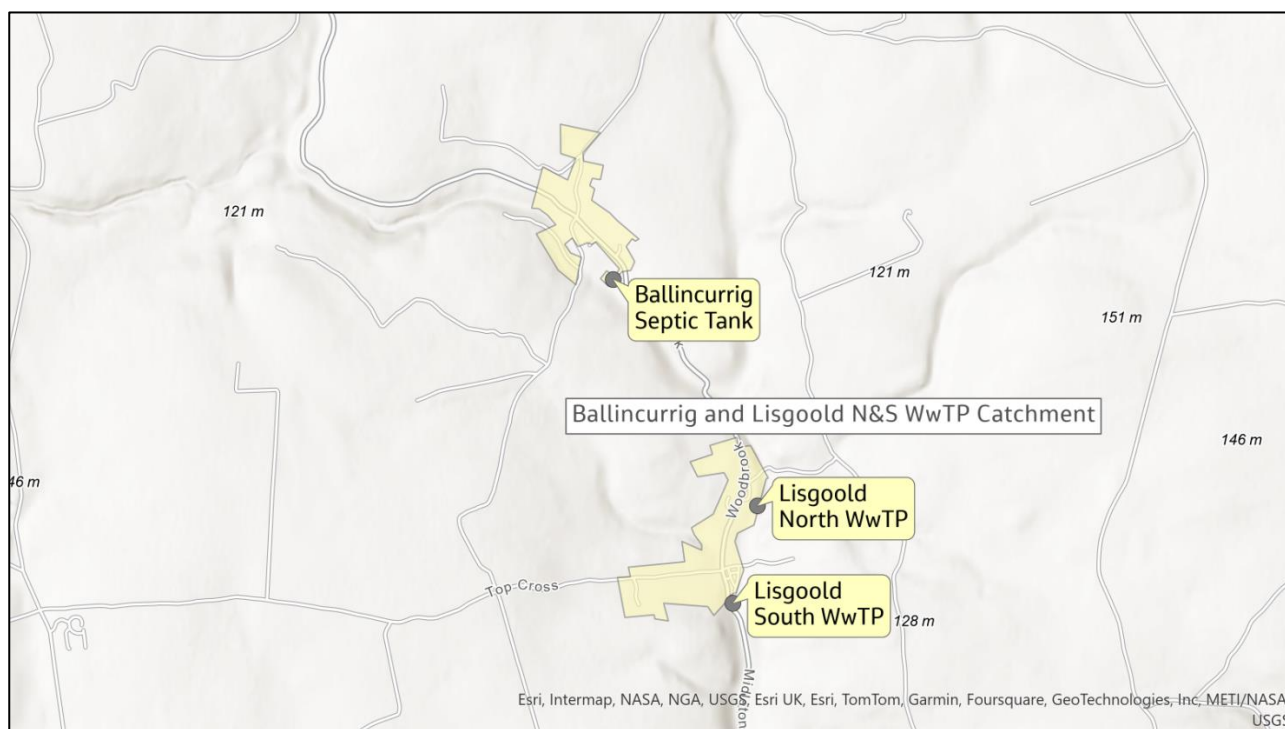 121 m
Ballincurrig
Septic Tank
121 m
151 m
Ballincurrig and Lisgoold N&S WwTP Catchment
146 m
46 m
Woodbrook
Lisgoold
North WwTP
Top Cross
Lisgoold
South WwTP
128 m
Midleton
Esri, Intermap, NASA, NGA, USGS, Esri UK, Esri, TomTom, Garmin, Foursquare, GeoTechnologies, Inc, METI/NASA
USGS